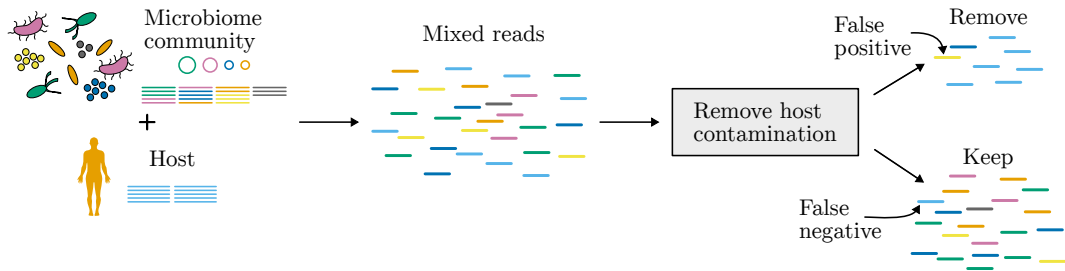 Microbiome
community
+
Host
Mixed reads
Remove host
contamination
False
positive
Remove
Keep
False
negative